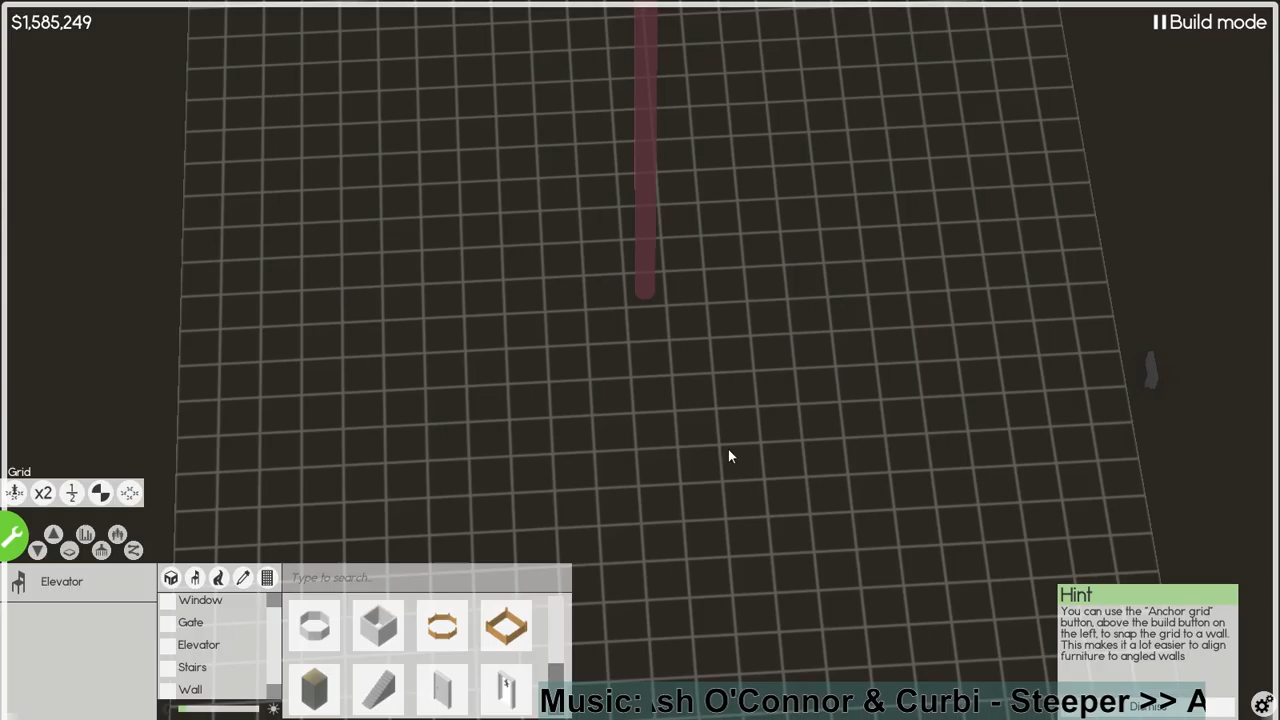 $1,585,249
Build mode
Grid
x2
1/2
Elevator
Type to search..
Window
Gate
Elevator
Stairs
Wall
Hint
You can use the "Anchor grid"
button, above the build button on
the left, to snap the grid to a wall.
This makes it a lot easier to align
furniture to angled walls
Music: sh O'Connor & Curbi - Steeper >> A